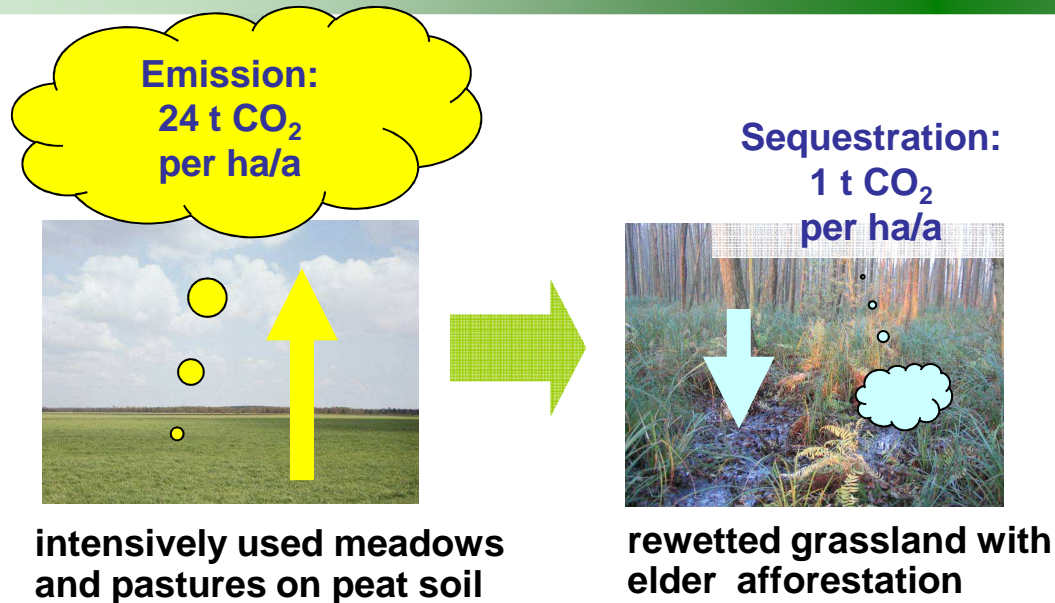 Emission:
24 t CO₂
per ha/a
Sequestration:
1 t CO₂
per ha/a
intensively used meadows
and pastures on peat soil
rewetted grassland with
elder afforestation